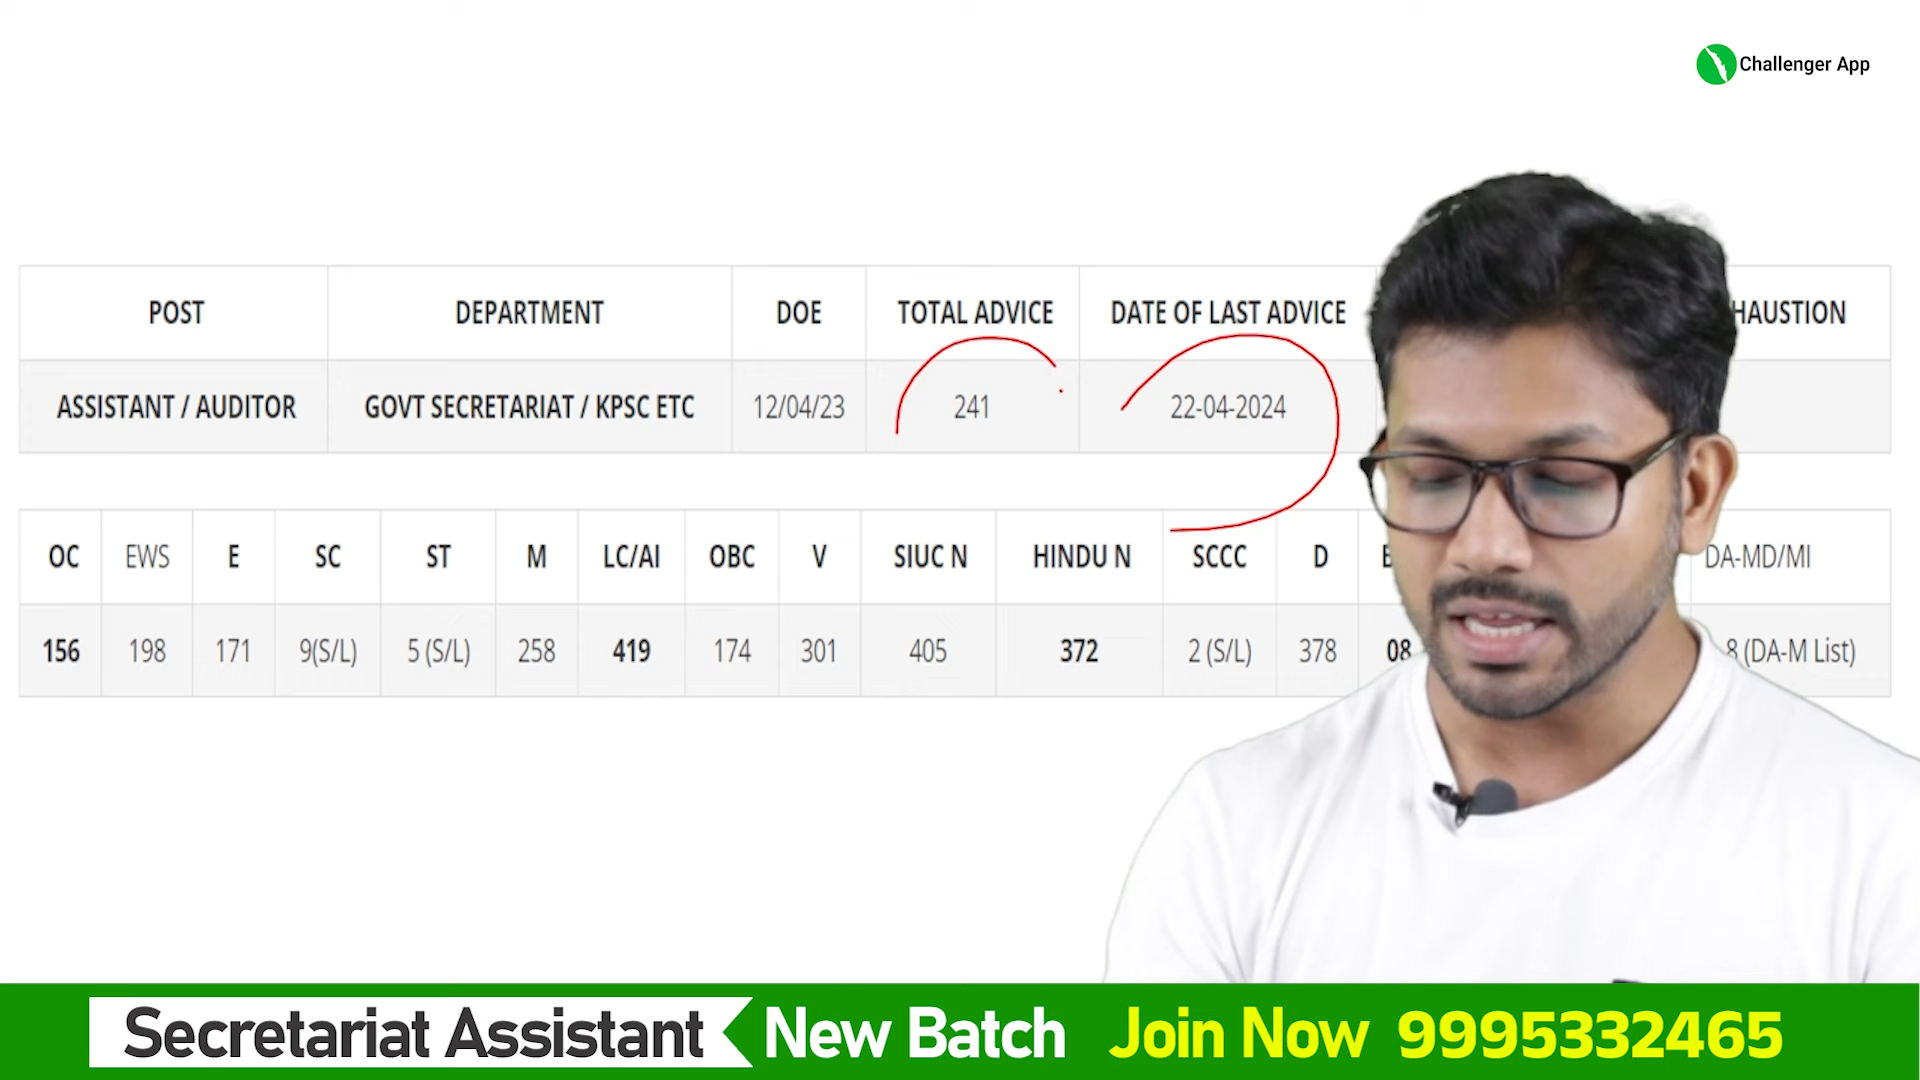 Challenger App
POST DEPARTMENT DOE TOTAL ADVICE DATE OF LAST ADVICE HAUSTION
ASSISTANT / AUDITOR GOVT SECRETARIAT / KPSC ETC 12/04/23 241 22-04-2024
OC EWS E SC ST M LC/AI OBC V SIUC N HINDU N SCCC D DA-MD/MI
156 198 171 9(S/L) 5 (S/L) 258 419 174 301 405 372 2 (S/L) 378 08 8 (DA-M List)
Secretariat Assistant New Batch Join Now 9995332465